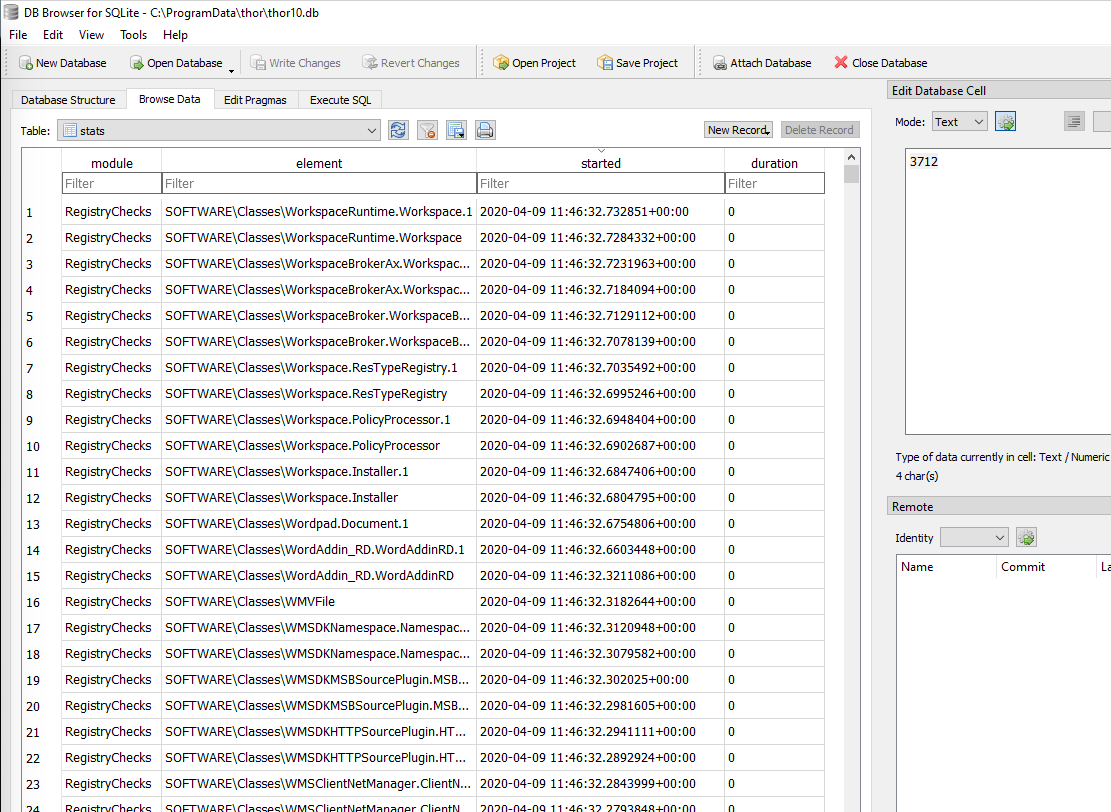 DB Browser for SQLite - C:\ProgramData\thor\thor10.db
File Edit View Tools Help
New Database Open Database Write Changes Revert Changes Open Project Save Project Attach Database Close Database
Database Structure Browse Data Edit Pragmas Execute SQL
Table: stats New Record Delete Record
module element started duration
Filter Filter Filter Filter
1 RegistryChecks SOFTWARE\Classes\WorkspaceRuntime.Workspace.1 2020-04-09 11:46:32.732851+00:00 0
2 RegistryChecks SOFTWARE\Classes\WorkspaceRuntime.Workspace 2020-04-09 11:46:32.7284332+00:00 0
3 RegistryChecks SOFTWARE\Classes\WorkspaceBrokerAx.Workspac... 2020-04-09 11:46:32.7231963+00:00 0
4 RegistryChecks SOFTWARE\Classes\WorkspaceBrokerAx.Workspac... 2020-04-09 11:46:32.7184094+00:00 0
5 RegistryChecks SOFTWARE\Classes\WorkspaceBroker.WorkspaceB... 2020-04-09 11:46:32.7129112+00:00 0
6 RegistryChecks SOFTWARE\Classes\WorkspaceBroker.WorkspaceB... 2020-04-09 11:46:32.7078139+00:00 0
7 RegistryChecks SOFTWARE\Classes\Workspace.ResTypeRegistry.1 2020-04-09 11:46:32.7035492+00:00 0
8 RegistryChecks SOFTWARE\Classes\Workspace.ResTypeRegistry 2020-04-09 11:46:32.6995246+00:00 0
9 RegistryChecks SOFTWARE\Classes\Workspace.PolicyProcessor.1 2020-04-09 11:46:32.6948404+00:00 0
10 RegistryChecks SOFTWARE\Classes\Workspace.PolicyProcessor 2020-04-09 11:46:32.6902687+00:00 0
11 RegistryChecks SOFTWARE\Classes\Workspace.Installer.1 2020-04-09 11:46:32.6847406+00:00 0
12 RegistryChecks SOFTWARE\Classes\Workspace.Installer 2020-04-09 11:46:32.6804795+00:00 0
13 RegistryChecks SOFTWARE\Classes\Wordpad.Document.1 2020-04-09 11:46:32.6754806+00:00 0
14 RegistryChecks SOFTWARE\Classes\WordAddin_RD.WordAddinRD.1 2020-04-09 11:46:32.6603448+00:00 0
15 RegistryChecks SOFTWARE\Classes\WordAddin_RD.WordAddinRD 2020-04-09 11:46:32.3211086+00:00 0
16 RegistryChecks SOFTWARE\Classes\WMVFile 2020-04-09 11:46:32.3182644+00:00 0
17 RegistryChecks SOFTWARE\Classes\WMSDKNamespace.Namespac... 2020-04-09 11:46:32.3120948+00:00 0
18 RegistryChecks SOFTWARE\Classes\WMSDKNamespace.Namespac... 2020-04-09 11:46:32.3079582+00:00 0
19 RegistryChecks SOFTWARE\Classes\WMSDKMSBSourcePlugin.MSB... 2020-04-09 11:46:32.302025+00:00 0
20 RegistryChecks SOFTWARE\Classes\WMSDKMSBSourcePlugin.MSB... 2020-04-09 11:46:32.2981605+00:00 0
21 RegistryChecks SOFTWARE\Classes\WMSDKHTTPSourcePlugin.HT... 2020-04-09 11:46:32.2941111+00:00 0
22 RegistryChecks SOFTWARE\Classes\WMSDKHTTPSourcePlugin.HT... 2020-04-09 11:46:32.2892924+00:00 0
23 RegistryChecks SOFTWARE\Classes\WMSClientNetManager.ClientN... 2020-04-09 11:46:32.2843999+00:00 0
24 RegistryChecks SOFTWARE\Classes\WMSClientNetManager.ClientN... 2020-04-09 11:46:32.2793848+00:00 0
Edit Database Cell
Mode: Text
3712
Type of data currently in cell: Text / Numeric
4 char(s)
Remote
Identity
Name Commit La